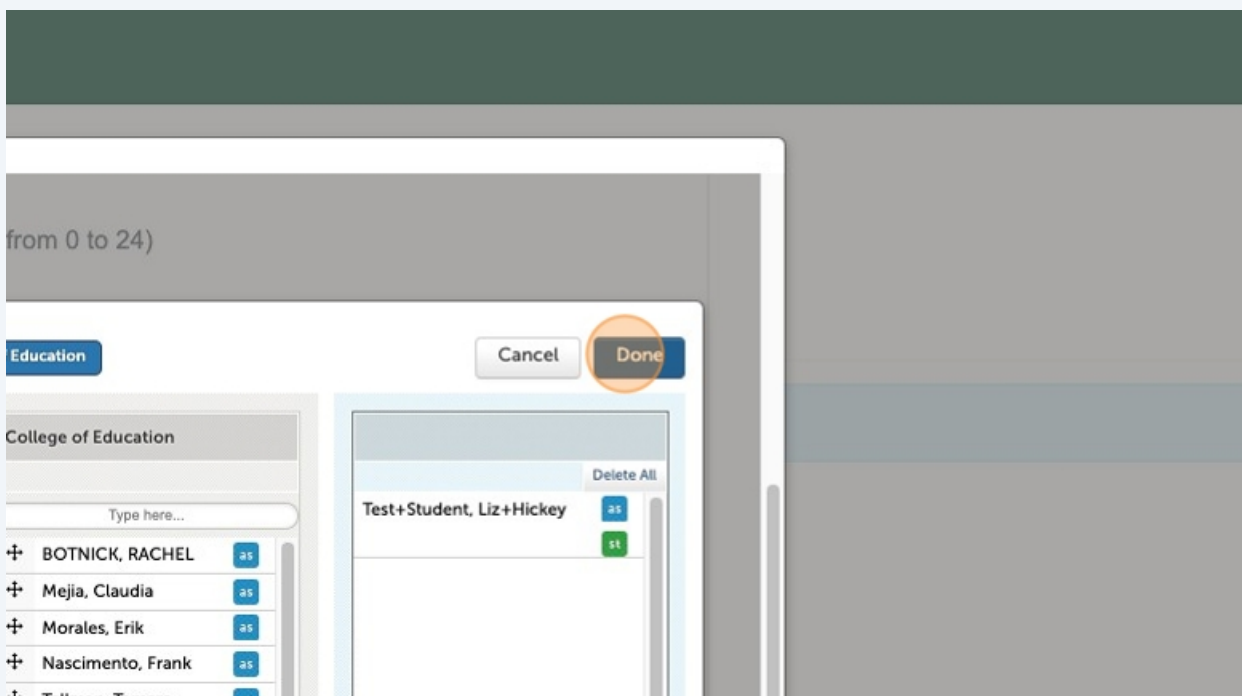 from 0 to 24)
Education
Cancel
Done
College of Education
Type here...
BOTNICK, RACHEL as
Mejia, Claudia as
Morales, Erik as
Nascimento, Frank as
Delete All
Test+Student, Liz+Hickey as
st